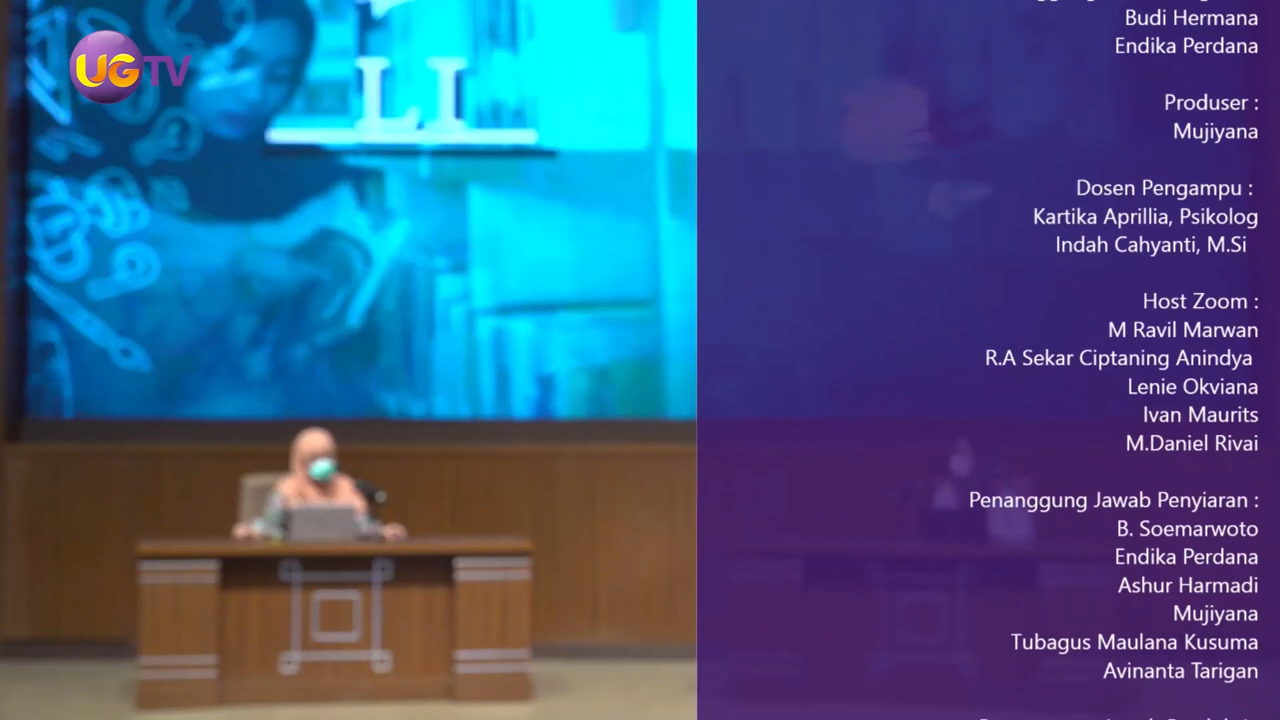 UGTV
LI
Budi Hermana
Endika Perdana
Produser :
Mujiyana
Dosen Pengampu :
Kartika Aprillia, Psikolog
Indah Cahyanti, M.Si
Host Zoom :
M Ravil Marwan
R.A Sekar Ciptaning Anindya
Lenie Okviana
Ivan Maurits
M.Daniel Rivai
Penanggung Jawab Penyiaran :
B. Soemarwoto
Endika Perdana
Ashur Harmadi
Mujiyana
Tubagus Maulana Kusuma
Avinanta Tarigan